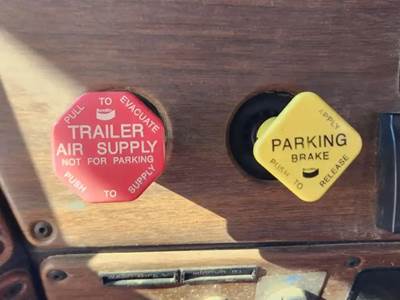 PULL TO EVACUATE
TRAILER
AIR SUPPLY
NOT FOR PARKING
PUSH TO SUPPLY
APPLY
PARKING
BRAKE
PUSH TO RELEASE